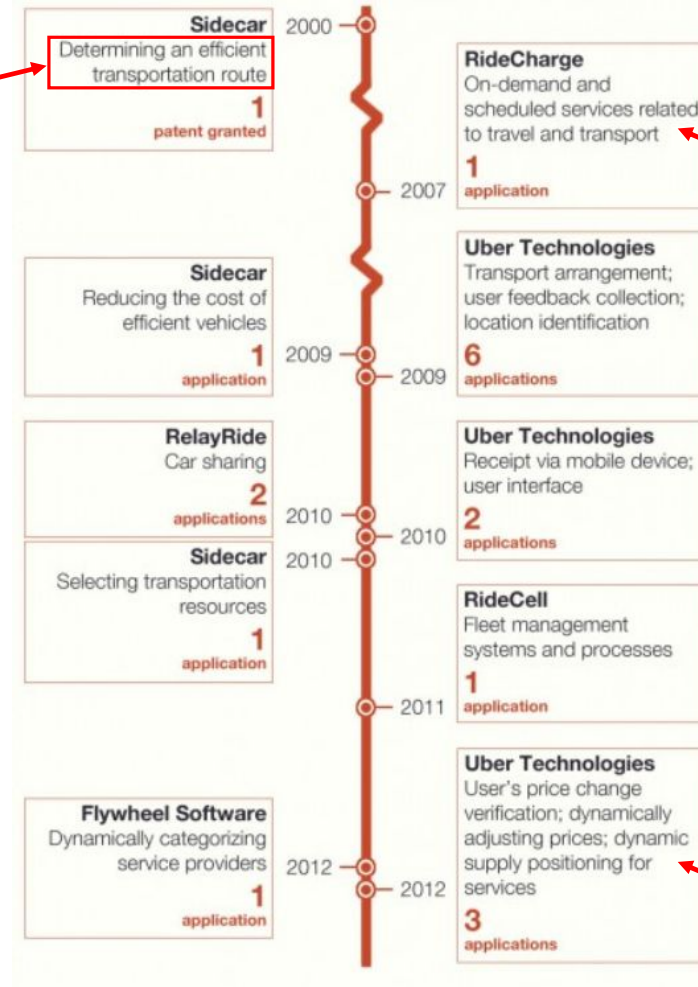 Sidecar
Determining an efficient
transportation route
1
patent granted
2000
RideCharge
On-demand and
scheduled services related
to travel and transport
1
application
2007
Sidecar
Reducing the cost of
efficient vehicles
1
application
2009
Uber Technologies
Transport arrangement;
user feedback collection;
location identification
6
applications
2009
RelayRide
Car sharing
2
applications
2010
Uber Technologies
Receipt via mobile device;
user interface
2
applications
2010
Sidecar
Selecting transportation
resources
1
application
2010
RideCell
Fleet management
systems and processes
1
application
2011
Flywheel Software
Dynamically categorizing
service providers
1
application
2012
Uber Technologies
User's price change
verification; dynamically
adjusting prices; dynamic
supply positioning for
services
3
applications
2012